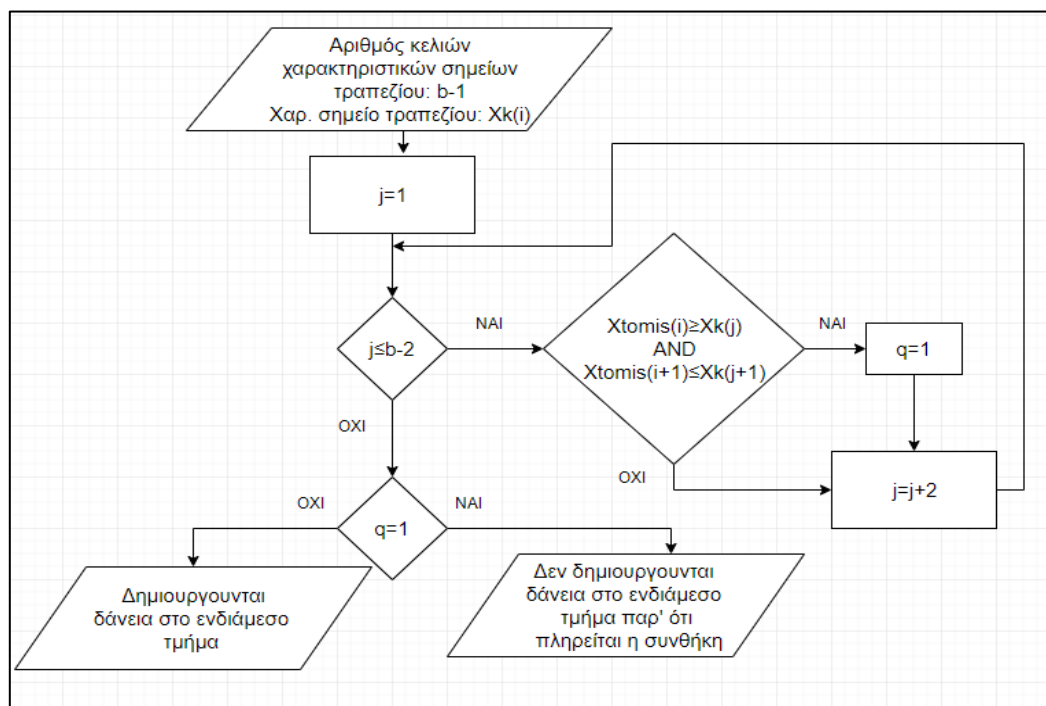 Αριθμός κελιών
χαρακτηριστικών σημείων
τραπεζίου: b-1
Χαρ. σημείο τραπεζίου: Xk(i)
j=1
j≤b-2
ΝΑΙ
Xtomis(i)≥Xk(j)
AND
Xtomis(i+1)≤Xk(j+1)
ΝΑΙ
q=1
ΟΧΙ
ΟΧΙ
j=j+2
ΟΧΙ
q=1
ΝΑΙ
Δημιουργουνται
δάνεια στο ενδιάμεσο
τμήμα
Δεν δημιουργουνται
δάνεια στο ενδιάμεσο
τμήμα παρ' ότι
πληρείται η συνθήκη